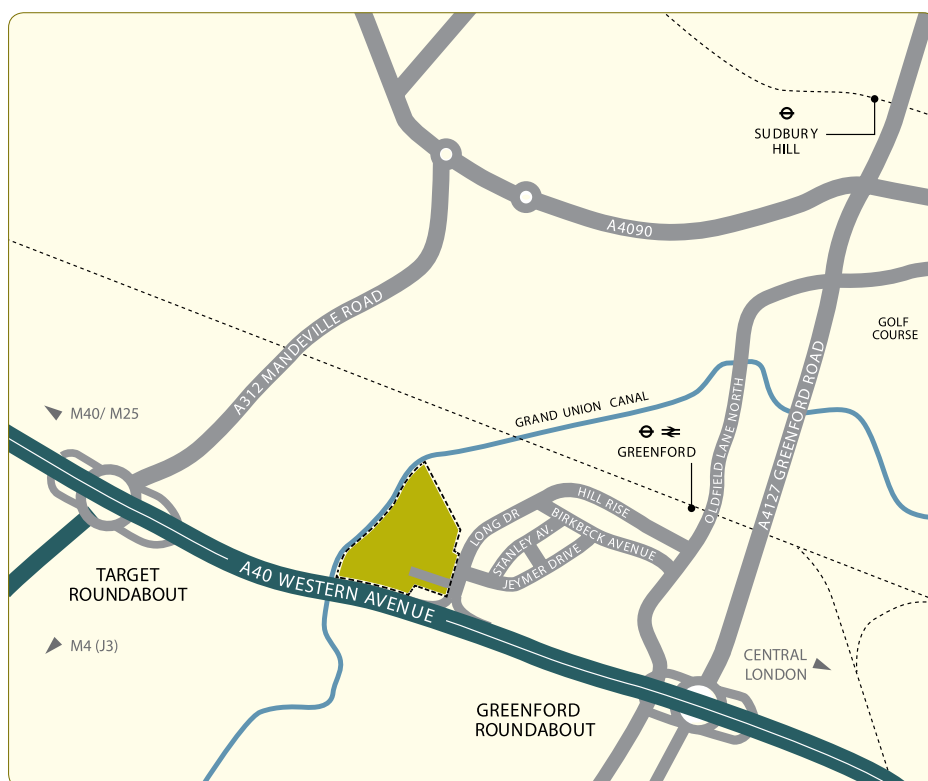 SUDBURY
HILL
A4090
GOLF
COURSE
A312 MANDEVILLE ROAD
M40/ M25
GRAND UNION CANAL
GREENFORD
OLDFIELD LANE NORTH
A4127 GREENFORD ROAD
HILL RISE
LONG DR
BIRKBECK AVENUE
STANLEY AV.
JEYMER DRIVE
TARGET
ROUNDABOUT
A40 WESTERN AVENUE
M4 (J3)
CENTRAL
LONDON
GREENFORD
ROUNDABOUT